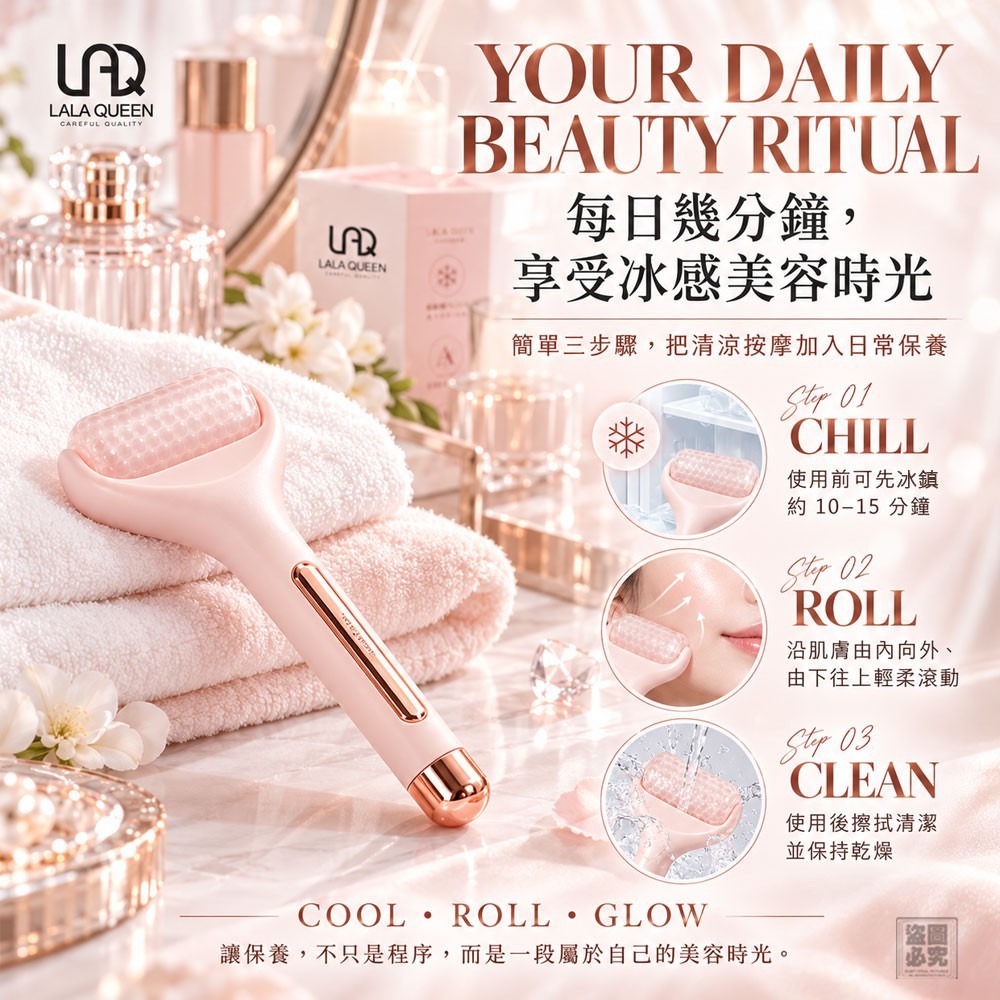 LAQ
LALA QUEEN
CAREFUL QUALITY
YOUR DAILY
BEAUTY RITUAL
每日幾分鐘，
享受冰感美容時光
簡單三步驟，把清涼按摩加入日常保養
LAQ
LALA QUEEN
CAREFUL QUALITY
Step 01
CHILL
使用前可先冰鎮
約 10–15 分鐘
Step 02
ROLL
沿肌膚由內向外、
由下往上輕柔滾動
Step 03
CLEAN
使用後擦拭清潔
並保持乾燥
COOL • ROLL • GLOW
讓保養，不只是程序，而是一段屬於自己的美容時光。
盜圖
必究